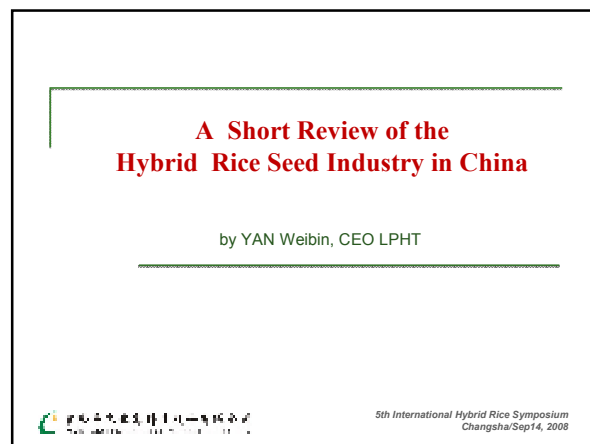 A Short Review of the
Hybrid Rice Seed Industry in China
by YAN Weibin, CEO LPHT
5th International Hybrid Rice Symposium
Changsha/Sep14, 2008